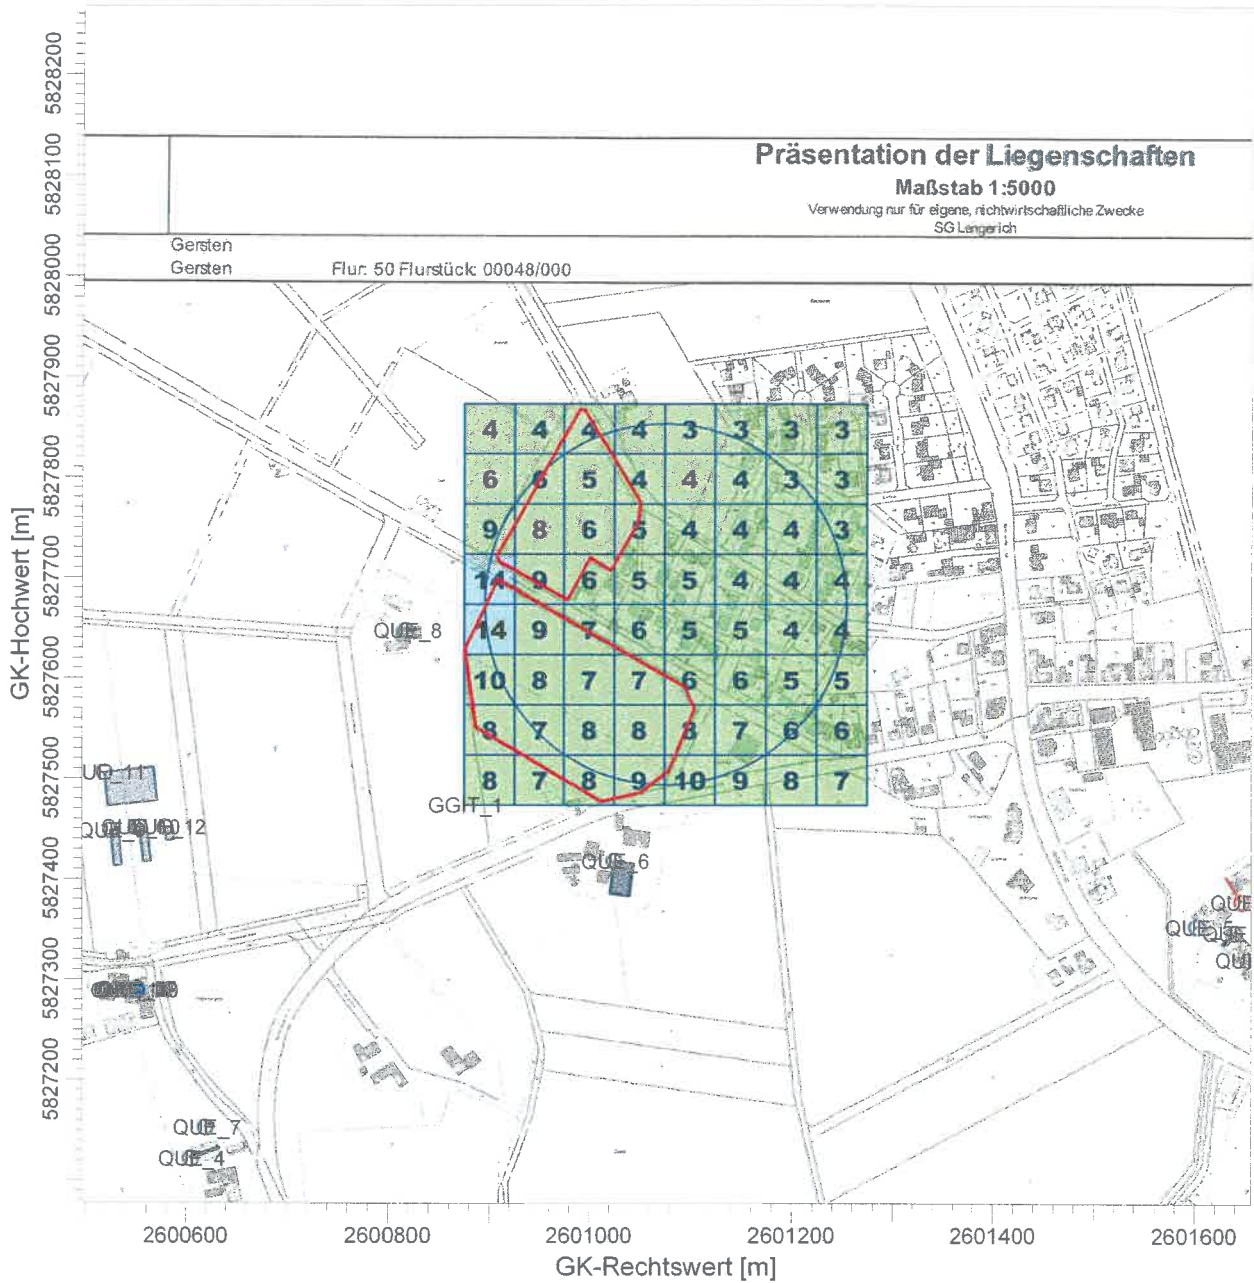 5828200
5828100
5828000
5827900
5827800
5827700
5827600
5827500
5827400
5827300
5827200
GK-Hochwert [m]
Präsentation der Liegenschaften
Maßstab 1:5000
Verwendung nur für eigene, nichtwirtschaftliche Zwecke
SG Lengerich
Gersten
Gersten Flur: 50 Flurstück: 00048/000
4 4 4 4 3 3 3 3
6 6 5 4 4 4 3 3
9 8 6 5 4 4 4 3
14 9 6 5 5 4 4 4
14 9 7 6 5 5 4 4
10 8 7 7 6 6 5 5
8 7 8 8 8 7 6 6
8 7 8 9 10 9 8 7
QUE_8
GGIT_1
QUE_6
QUE_7
QUE_4
QUE_5
2600600 2600800 2601000 2601200 2601400 2601600
GK-Rechtswert [m]